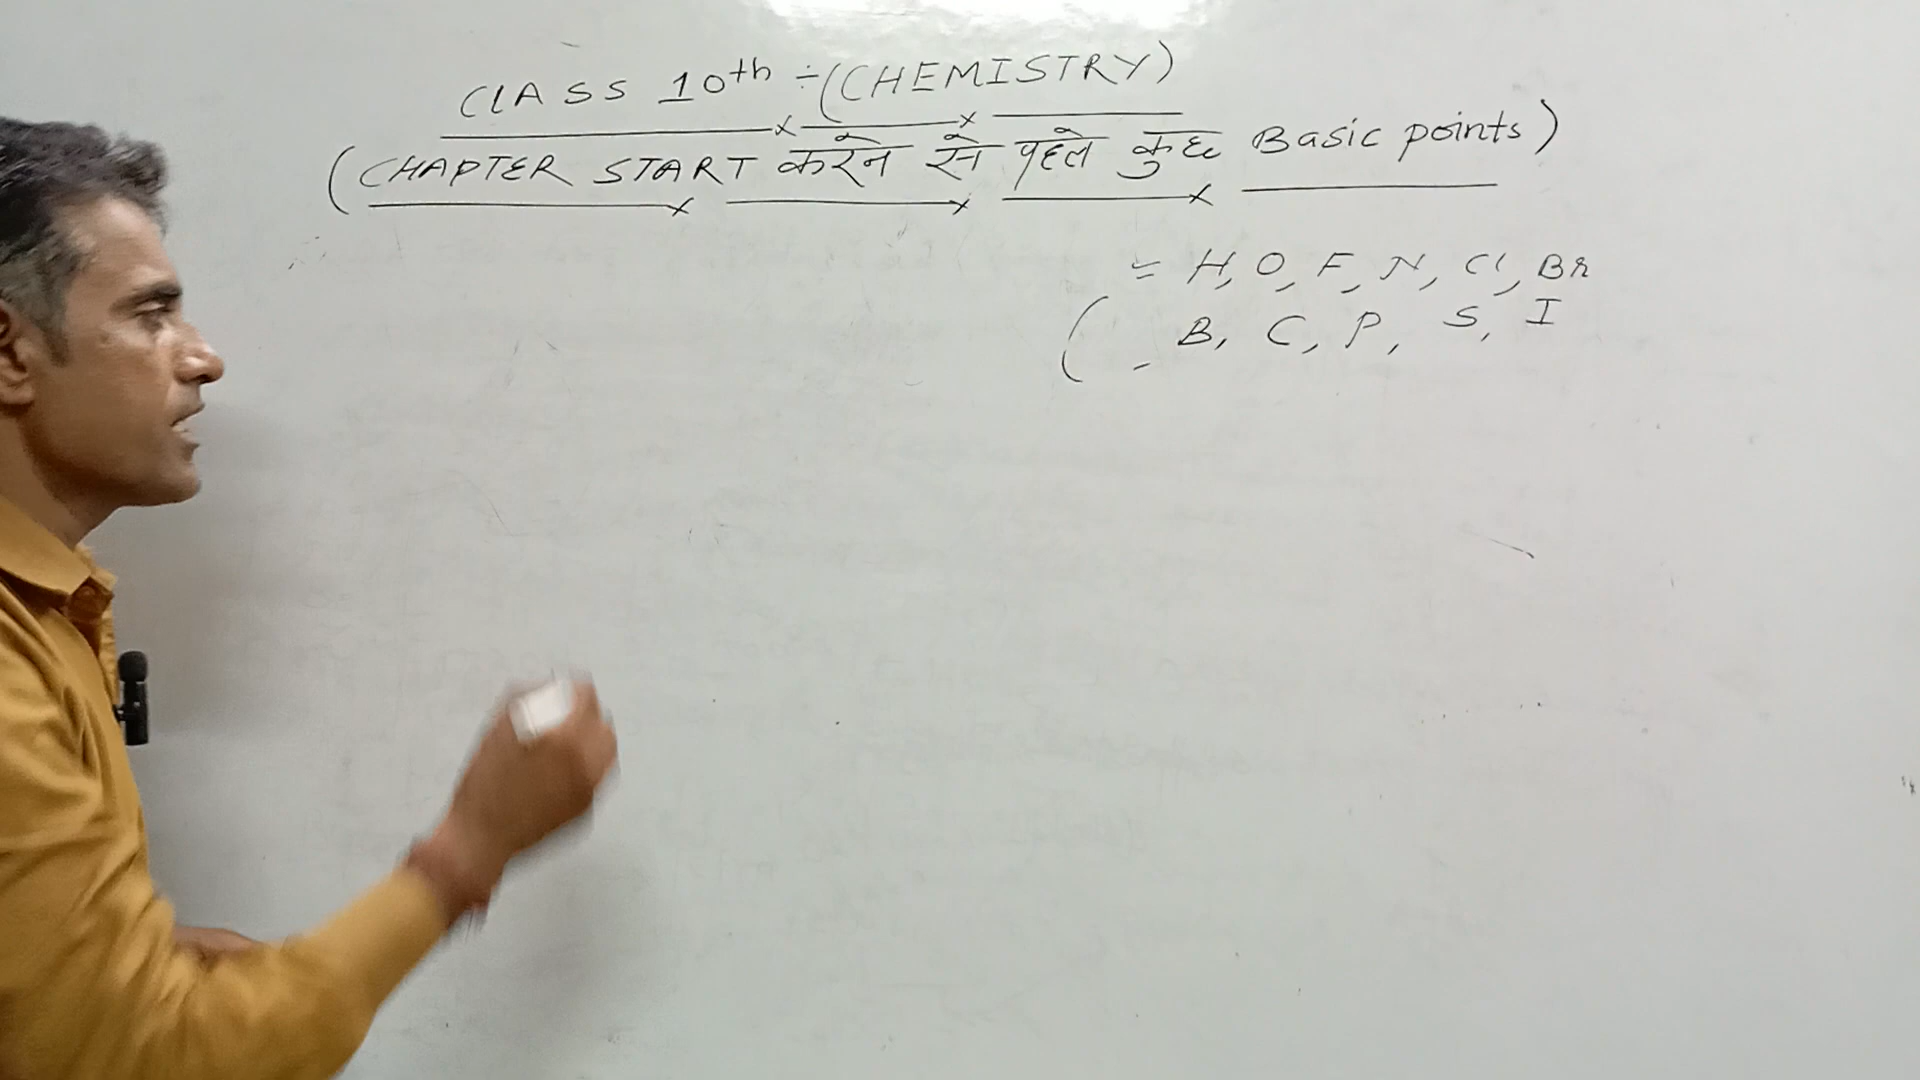 CLASS 10th ÷ (CHEMISTRY)
(CHAPTER START करने से पहले कुछ Basic points)
= H, O, F, N, Cl, Br
( - B, C, P, S, I